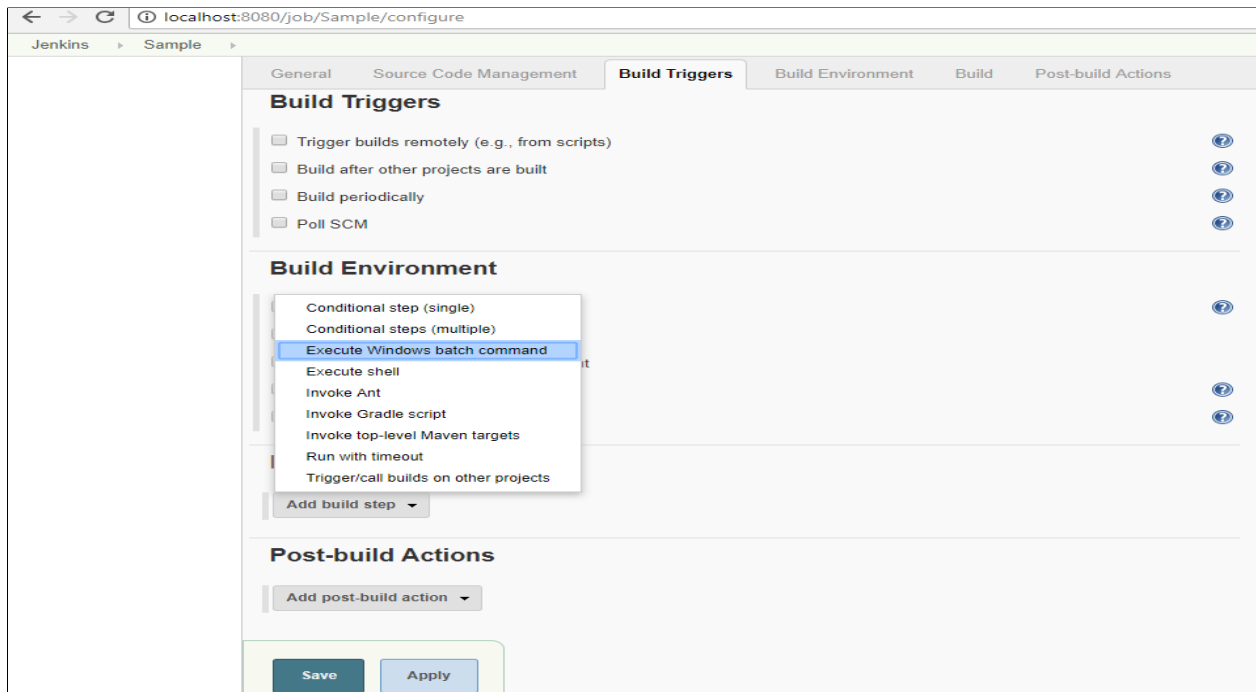 localhost:8080/job/Sample/configure
Jenkins Sample
General Source Code Management Build Triggers Build Environment Build Post-build Actions
Build Triggers
Trigger builds remotely (e.g., from scripts)
Build after other projects are built
Build periodically
Poll SCM
Build Environment
Conditional step (single)
Conditional steps (multiple)
Execute Windows batch command
Execute shell
Invoke Ant
Invoke Gradle script
Invoke top-level Maven targets
Run with timeout
Trigger/call builds on other projects
Add build step
Post-build Actions
Add post-build action
Save Apply